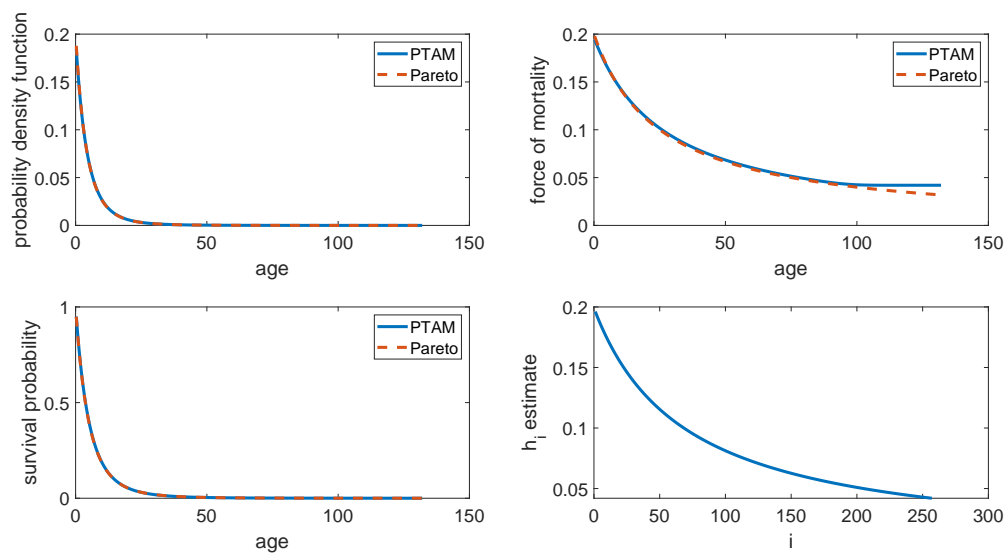 probability density function
0.2
0.15
0.1
0.05
0
0
50
100
150
age
PTAM
Pareto
force of mortality
0.2
0.15
0.1
0.05
0
0
50
100
150
age
PTAM
Pareto
survival probability
1
0.5
0
0
50
100
150
age
PTAM
Pareto
h_i estimate
0.2
0.15
0.1
0.05
0
50
100
150
200
250
300
i